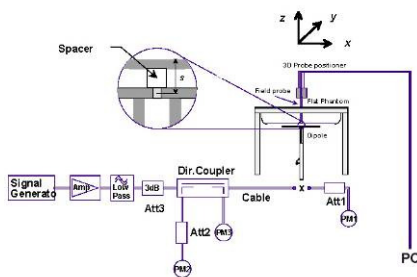 z
y
x
Spacer
s
3D Probe positioner
Field probe
Flat Phantom
Dipole
Dir.Coupler
Signal
Generato
Amp
Low
Pass
3dB
Cable
x
Att1
Att3
PM1
Att2
PM3
PM2
PC